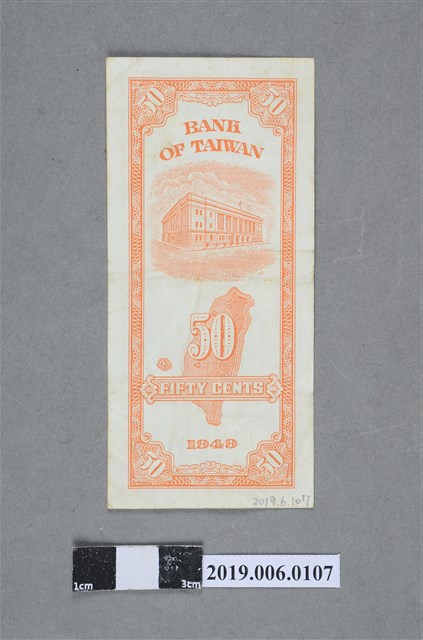 50 50
BANK
OF TAIWAN
50
FIFTY CENTS
1949
50 50
2019.6.107
1cm 3cm
2019.006.0107